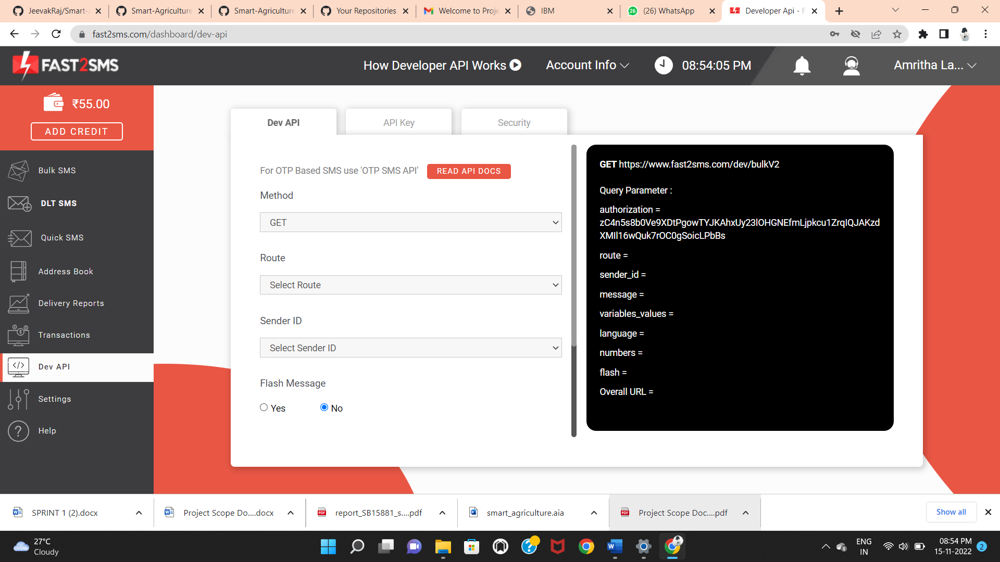 JeevakRaj/Smart-A
Smart-Agriculture
Smart-Agriculture
Your Repositories
Welcome to Proje
IBM
26
(26) WhatsApp
Developer Api - F
fast2sms.com/dashboard/dev-api
FAST2SMS
How Developer API Works
Account Info
08:54:05 PM
Amritha La...
₹55.00
ADD CREDIT
Bulk SMS
DLT SMS
Quick SMS
Address Book
Delivery Reports
Transactions
Dev API
Settings
Help
Dev API
API Key
Security
For OTP Based SMS use 'OTP SMS API'
READ API DOCS
Method
GET
Route
Select Route
Sender ID
Select Sender ID
Flash Message
Yes
No
GET https://www.fast2sms.com/dev/bulkV2
Query Parameter :
authorization =
zC4n5s8b0Ve9XDtPgowTYJKAhxUy23lOHGNEfmLjpkcu1ZrqIQJAKzd
XMIl16wQuk7rOC0gSoicLPbBs
route =
sender_id =
message =
variables_values =
language =
numbers =
flash =
Overall URL =
SPRINT 1 (2).docx
Project Scope Do....docx
report_SB15881_s....pdf
smart_agriculture.aia
Project Scope Doc....pdf
Show all
27°C
Cloudy
ENG
IN
08:54 PM
15-11-2022
2